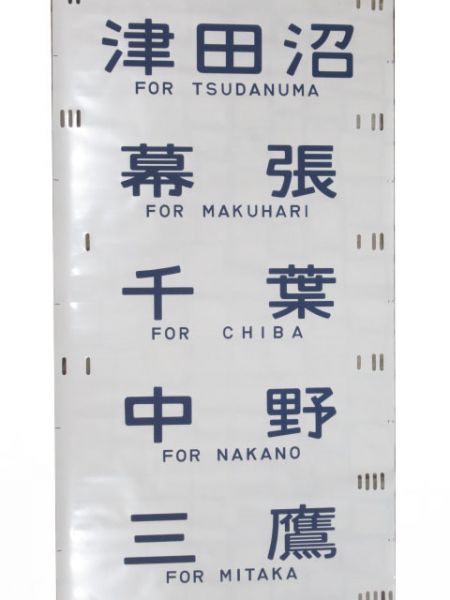 津田沼
FOR TSUDANUMA
幕張
FOR MAKUHARI
千葉
FOR CHIBA
中野
FOR NAKANO
三鷹
FOR MITAKA